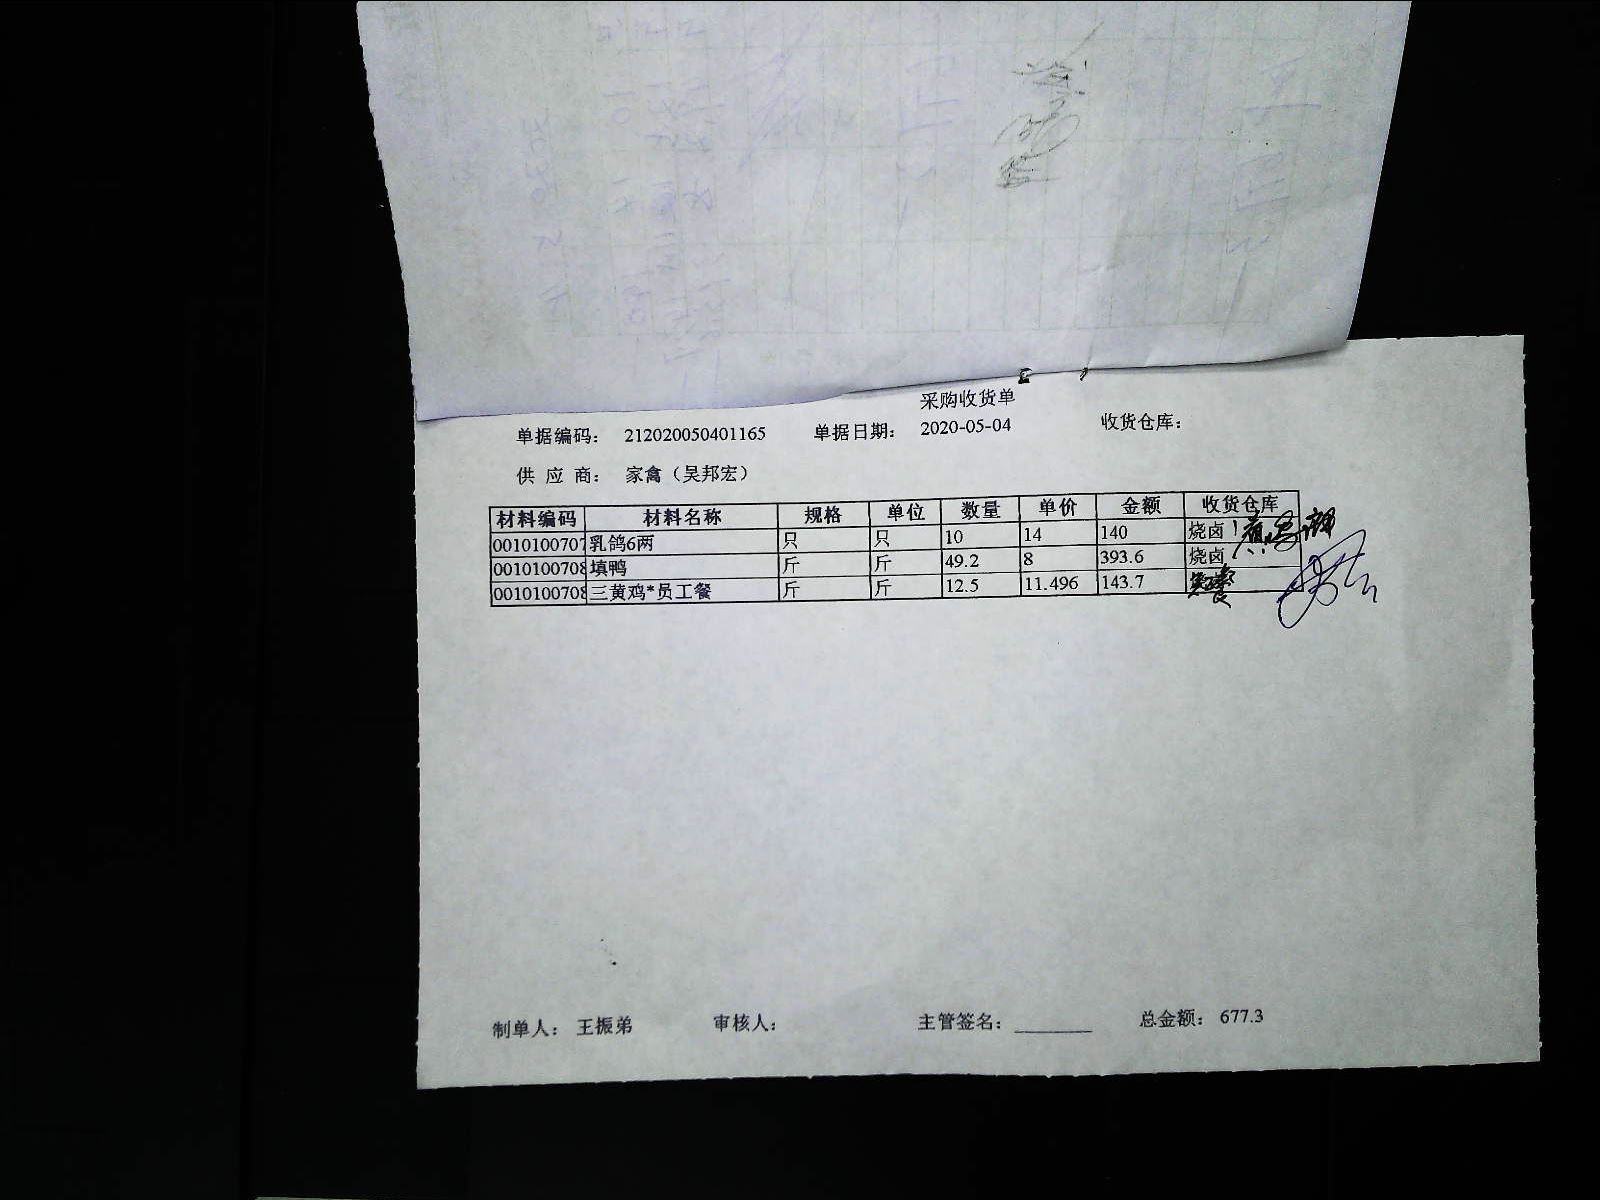 采购收货单
单据编码： 212020050401165 单据日期： 2020-05-04 收货仓库：
供 应 商： 家禽（吴邦宏）
材料编码 材料名称 规格 单位 数量 单价 金额 收货仓库
0010100707 乳鸽6两 只 只 10 14 140 烧卤
0010100708 填鸭 斤 斤 49.2 8 393.6 烧卤
0010100708 三黄鸡*员工餐 斤 斤 12.5 11.496 143.7
制单人： 王振弟 审核人： 主管签名： ________ 总金额： 677.3